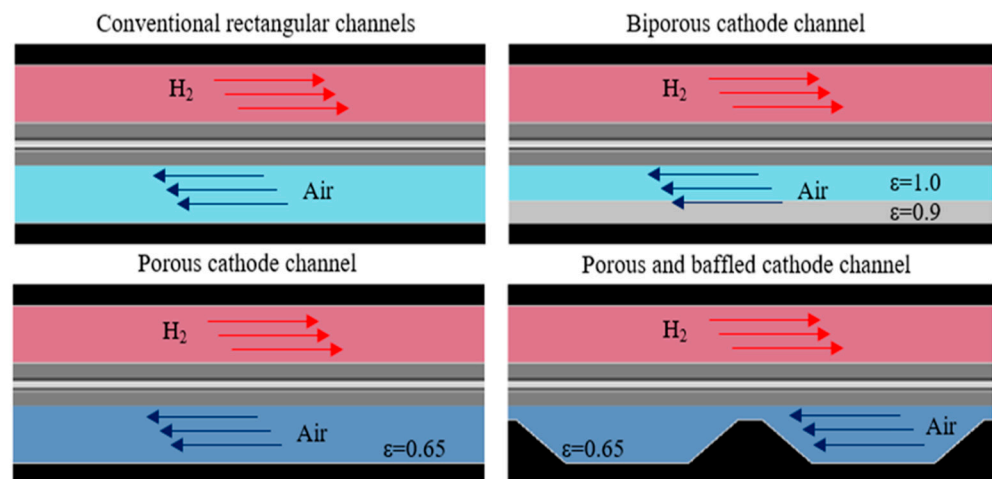 Conventional rectangular channels
H₂
Air
Biporous cathode channel
H₂
Air
ε=1.0
ε=0.9
Porous cathode channel
H₂
Air
ε=0.65
Porous and baffled cathode channel
H₂
Air
ε=0.65